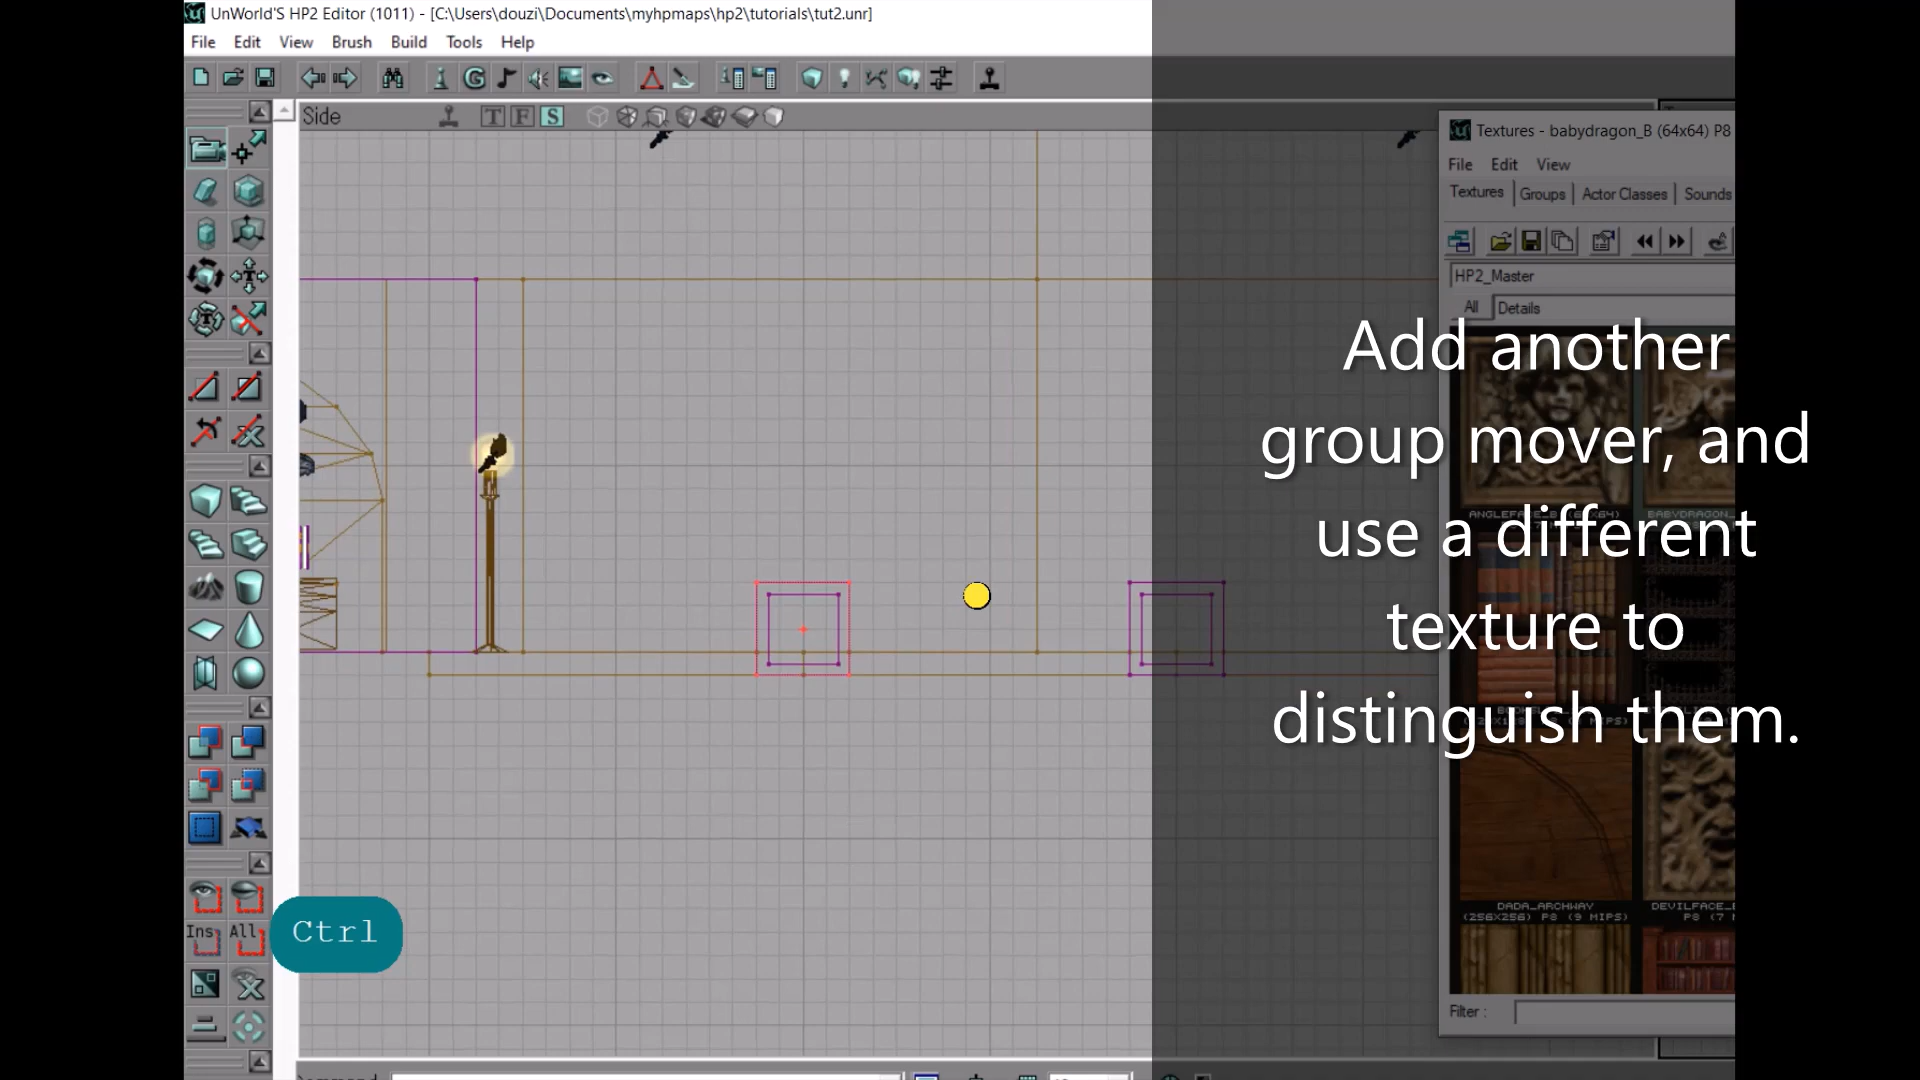 UnWorld'S HP2 Editor (1011) - [C:\Users\douzi\Documents\myhpmaps\hp2\tutorials\tut2.unr]
File Edit View Brush Build Tools Help
Side
T F S
Textures - babydragon_B (64x64) P8
File Edit View
Textures Groups Actor Classes Sounds
HP2_Master
All Details
Add another
group mover, and
use a different
texture to
distinguish them.
DADA_ARCHWAY
(256X256) P8 (9 MIPS)
Ins All
Ctrl
Filter :